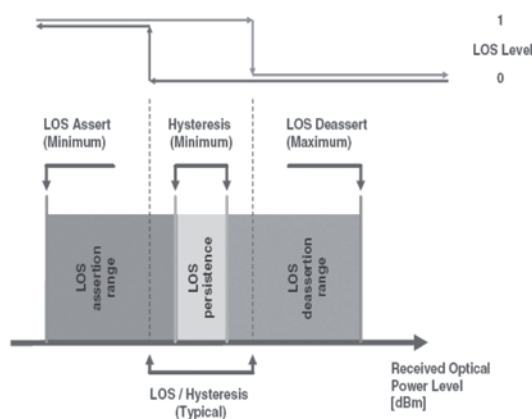 1
LOS Level
0
LOS Assert
(Minimum)
Hysteresis
(Minimum)
LOS Deassert
(Maximum)
LOS
assertion
range
LOS
persistence
LOS
deassertion
range
Received Optical
Power Level
[dBm]
LOS / Hysteresis
(Typical)